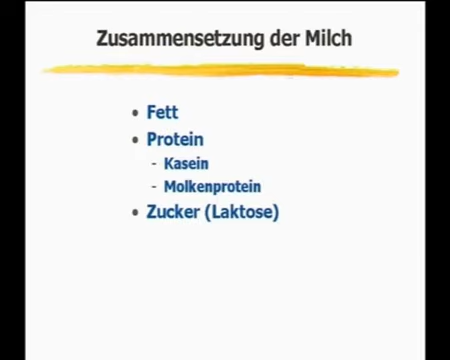 Zusammensetzung der Milch
• Fett
• Protein
- Kasein
- Molkenprotein
• Zucker (Laktose)